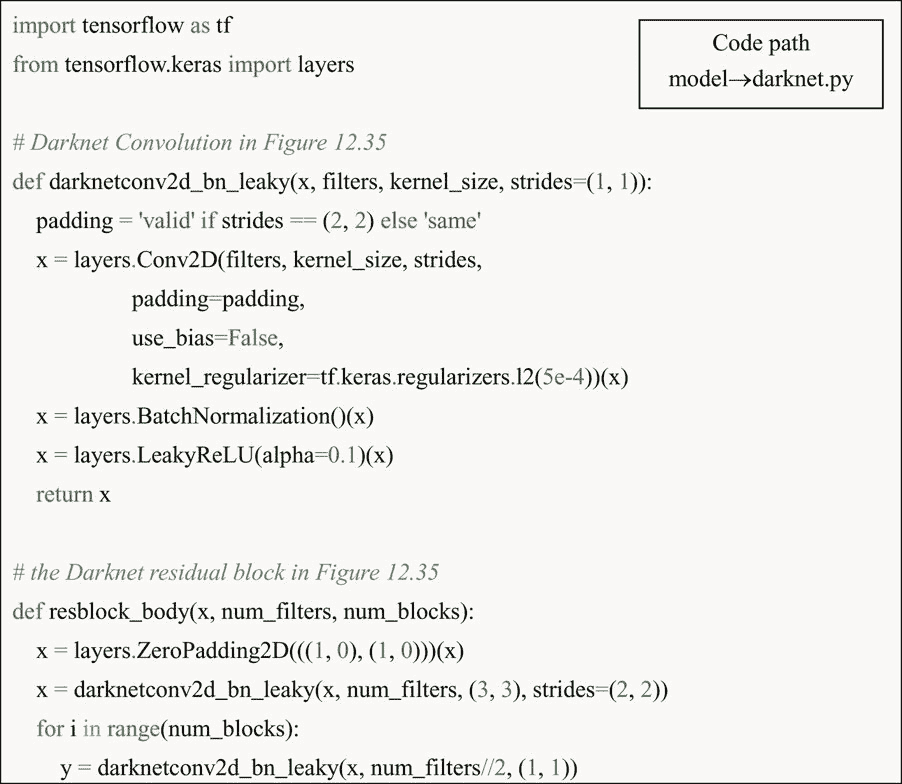 import tensorflow as tf
from tensorflow.keras import layers
Code path
model→darknet.py
# Darknet Convolution in Figure 12.35
def darknetconv2d_bn_leaky(x, filters, kernel_size, strides=(1, 1)):
    padding = 'valid' if strides == (2, 2) else 'same'
    x = layers.Conv2D(filters, kernel_size, strides,
                padding=padding,
                use_bias=False,
                kernel_regularizer=tf.keras.regularizers.l2(5e-4))(x)
    x = layers.BatchNormalization()(x)
    x = layers.LeakyReLU(alpha=0.1)(x)
    return x
# the Darknet residual block in Figure 12.35
def resblock_body(x, num_filters, num_blocks):
    x = layers.ZeroPadding2D(((1, 0), (1, 0)))(x)
    x = darknetconv2d_bn_leaky(x, num_filters, (3, 3), strides=(2, 2))
    for i in range(num_blocks):
        y = darknetconv2d_bn_leaky(x, num_filters//2, (1, 1))